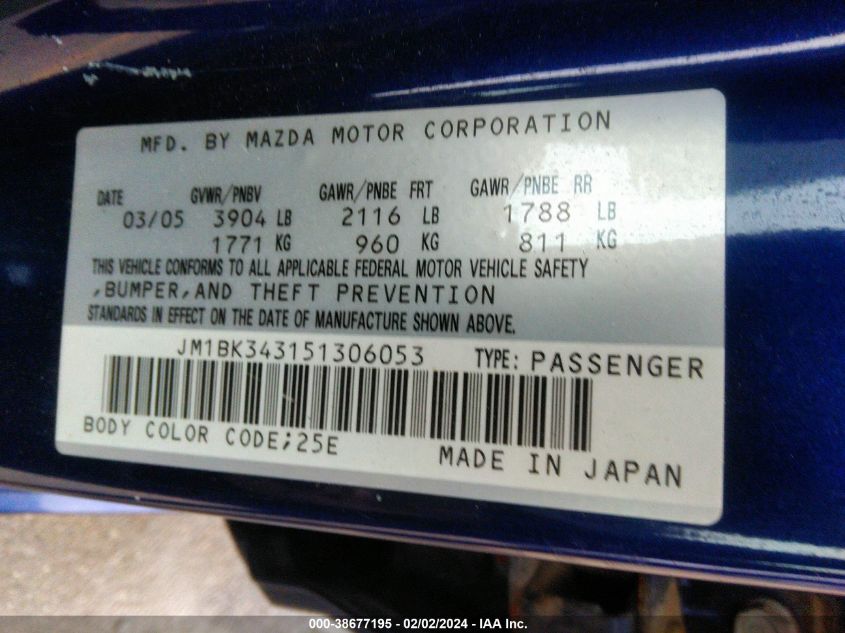 MFD. BY MAZDA MOTOR CORPORATION
DATE GVWR/PNBV GAWR/PNBE FRT GAWR/PNBE RR
03/05 3904 LB 2116 LB 1788 LB
1771 KG 960 KG 811 KG
THIS VEHICLE CONFORMS TO ALL APPLICABLE FEDERAL MOTOR VEHICLE SAFETY
,BUMPER,AND THEFT PREVENTION
STANDARDS IN EFFECT ON THE DATE OF MANUFACTURE SHOWN ABOVE.
JM1BK343151306053 TYPE: PASSENGER
BODY COLOR CODE;25E
MADE IN JAPAN
000-38677195 - 02/02/2024 - IAA Inc.